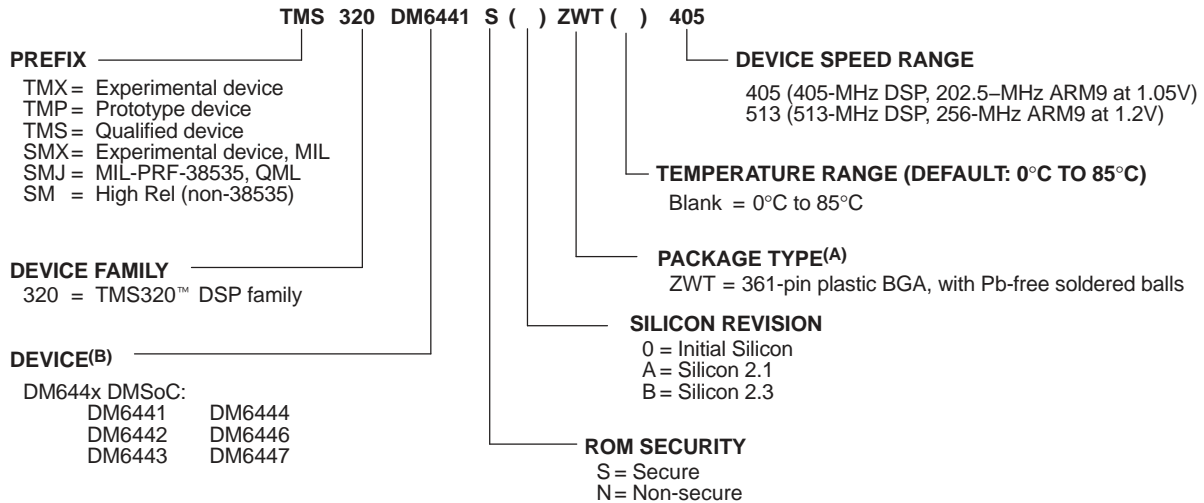 TMS 320 DM6441 S ( ) ZWT ( ) 405
PREFIX
TMX = Experimental device
TMP = Prototype device
TMS = Qualified device
SMX = Experimental device, MIL
SMJ = MIL-PRF-38535, QML
SM = High Rel (non-38535)
DEVICE SPEED RANGE
405 (405-MHz DSP, 202.5–MHz ARM9 at 1.05V)
513 (513-MHz DSP, 256-MHz ARM9 at 1.2V)
TEMPERATURE RANGE (DEFAULT: 0°C TO 85°C)
Blank = 0°C to 85°C
DEVICE FAMILY
320 = TMS320™ DSP family
PACKAGE TYPE(A)
ZWT = 361-pin plastic BGA, with Pb-free soldered balls
SILICON REVISION
0 = Initial Silicon
A = Silicon 2.1
B = Silicon 2.3
DEVICE(B)
DM644x DMSoC:
DM6441 DM6444
DM6442 DM6446
DM6443 DM6447
ROM SECURITY
S = Secure
N = Non-secure